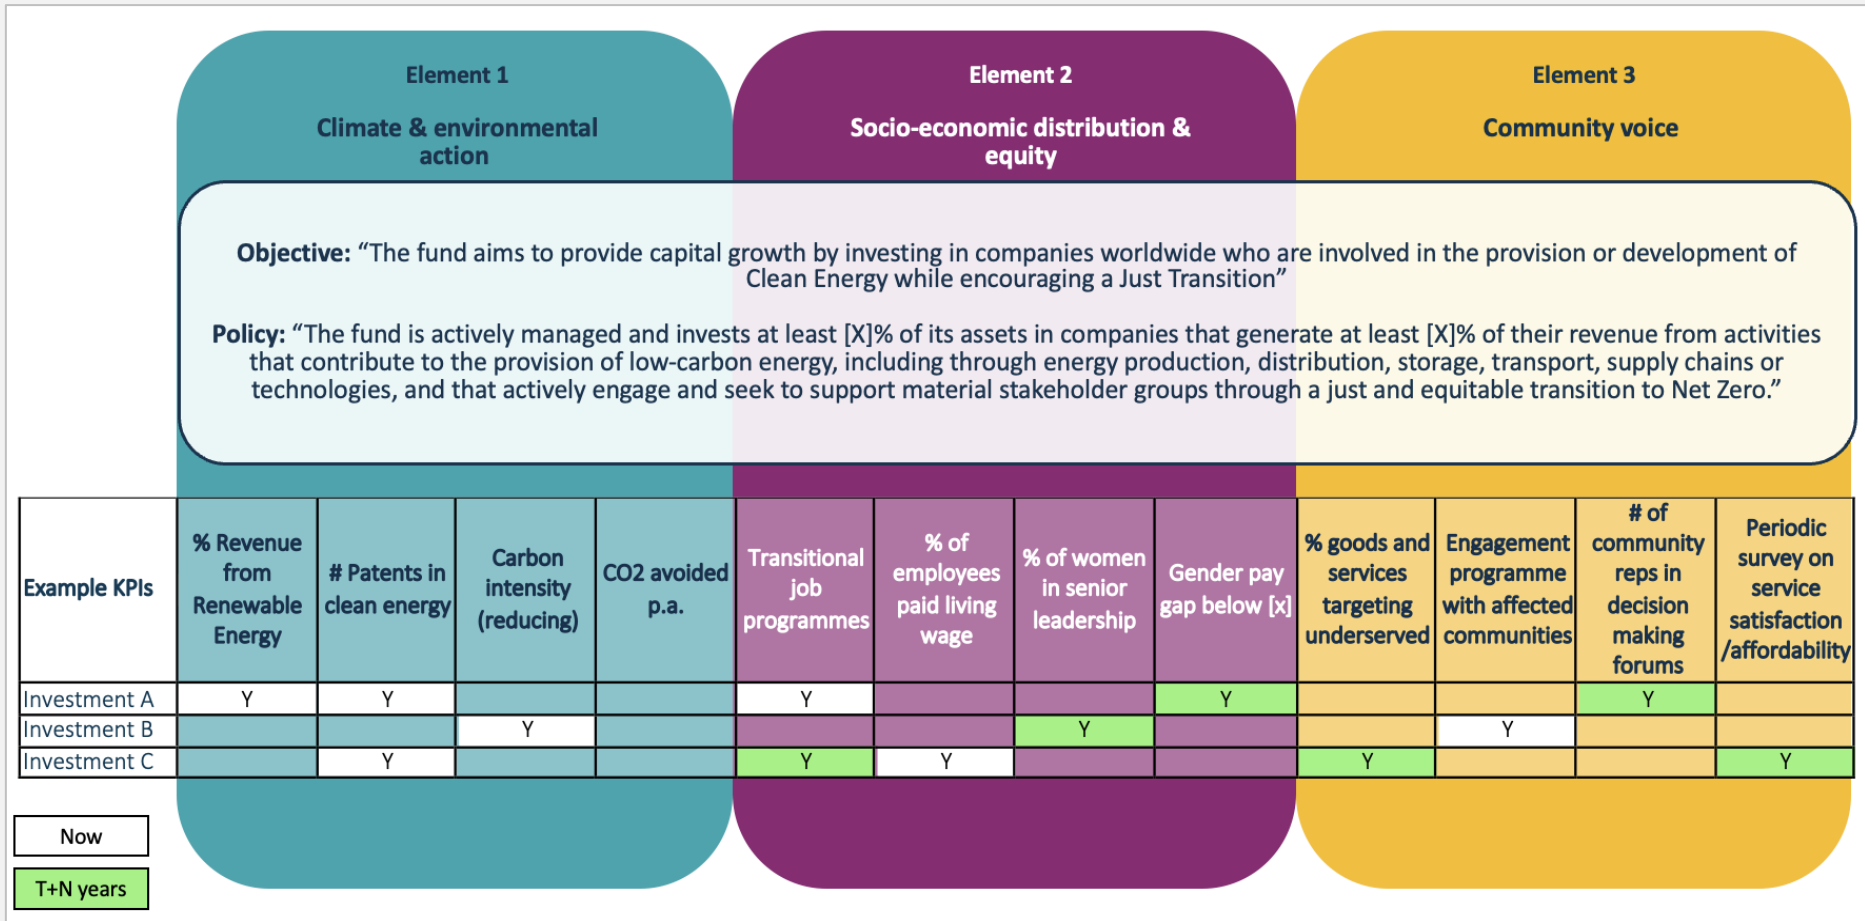 Element 1
Climate & environmental
action
Element 2
Socio-economic distribution &
equity
Element 3
Community voice
Objective: “The fund aims to provide capital growth by investing in companies worldwide who are involved in the provision or development of
Clean Energy while encouraging a Just Transition”
Policy: “The fund is actively managed and invests at least [X]% of its assets in companies that generate at least [X]% of their revenue from activities
that contribute to the provision of low-carbon energy, including through energy production, distribution, storage, transport, supply chains or
technologies, and that actively engage and seek to support material stakeholder groups through a just and equitable transition to Net Zero.”
Example KPIs
% Revenue
from
Renewable
Energy
# Patents in
clean energy
Carbon
intensity
(reducing)
CO2 avoided
p.a.
Transitional
job
programmes
% of
employees
paid living
wage
% of women
in senior
leadership
Gender pay
gap below [x]
% goods and
services
targeting
underserved
Engagement
programme
with affected
communities
# of
community
reps in
decision
making
forums
Periodic
survey on
service
satisfaction
/affordability
Investment A Y Y Y Y Y
Investment B Y Y Y
Investment C Y Y Y Y Y
Now
T+N years